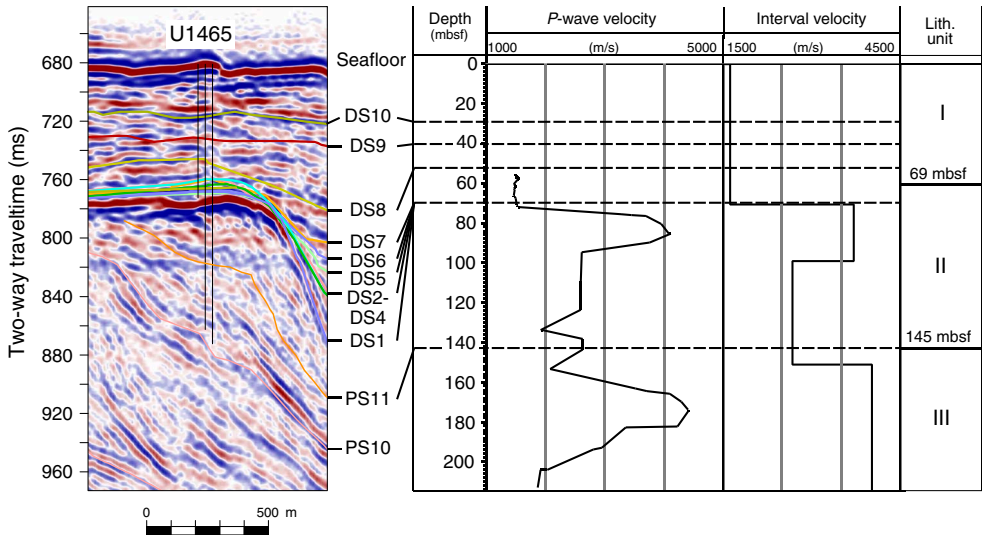 U1465
Two-way traveltime (ms)
680
720
760
800
840
880
920
960
0 500 m
Seafloor
DS10
DS9
DS8
DS7
DS6
DS5
DS2-
DS4
DS1
PS11
PS10
Depth
(mbsf)
0
20
40
60
80
100
120
140
160
180
200
P-wave velocity
1000 (m/s) 5000
Interval velocity
1500 (m/s) 4500
Lith.
unit
I
69 mbsf
II
145 mbsf
III